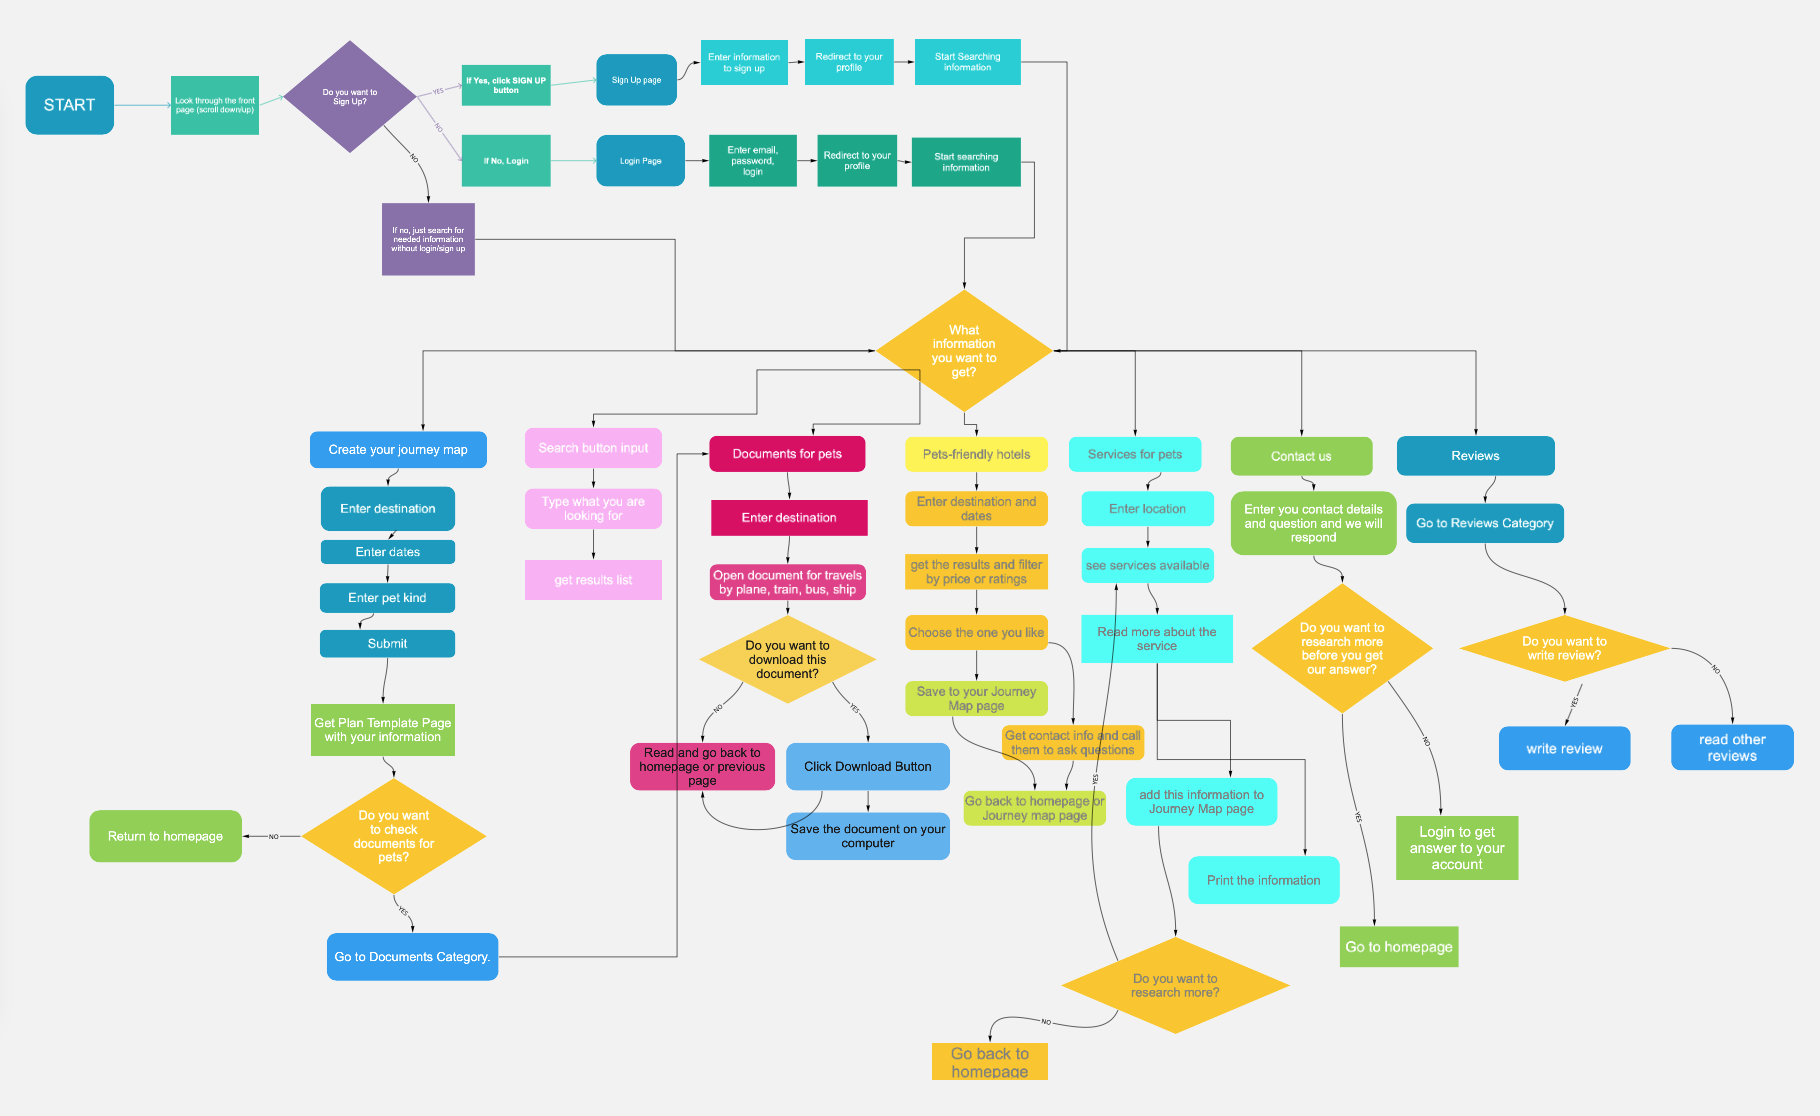 START
Look through the front
page (scroll down/up)
Do you want to
Sign Up?
YES
NO
NO
If Yes, click SIGN UP
button
Sign Up page
Enter information
to sign up
Redirect to your
profile
Start Searching
information
If No, Login
Login Page
Enter email,
password,
login
Redirect to your
profile
Start searching
information
If no, just search for
needed information
without login/sign up
What
information
you want to
get?
Create your journey map
Enter destination
Enter dates
Enter pet kind
Submit
Get Plan Template Page
with your information
Do you want
to check
documents for
pets?
NO
Return to homepage
YES
Go to Documents Category.
Search button input
Type what you are
looking for
get results list
Documents for pets
Enter destination
Open document for travels
by plane, train, bus, ship
Do you want to
download this
document?
NO
YES
Read and go back to
homepage or previous
page
Click Download Button
Save the document on your
computer
Pets-friendly hotels
Enter destination and
dates
get the results and filter
by price or ratings
Choose the one you like
Save to your Journey
Map page
Get contact info and call
them to ask questions
Go back to homepage or
Journey map page
Services for pets
Enter location
see services available
Read more about the
service
add this information to
Journey Map page
Print the information
YES
Do you want to
research more?
NO
Go back to
homepage
Contact us
Enter you contact details
and question and we will
respond
Do you want to
research more
before you get
our answer?
NO
YES
Login to get
answer to your
account
Go to homepage
Reviews
Go to Reviews Category
Do you want to
write review?
YES
NO
write review
read other
reviews